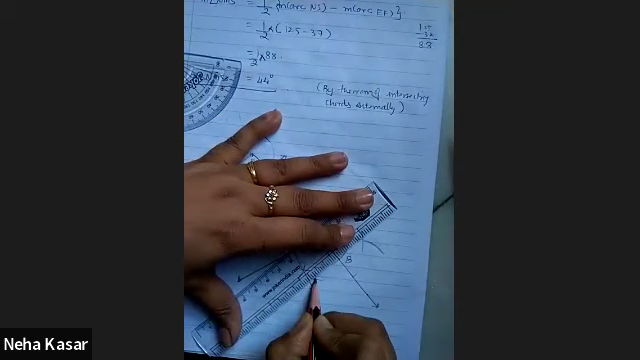 = 1/2 {m(arc NS) - m(arc EF)}
= 1/2 × (125 - 37)
125
37
88
= 1/2 × 88
= 44°
(By theorem of intersecting
chords externally)
B
Neha Kasar